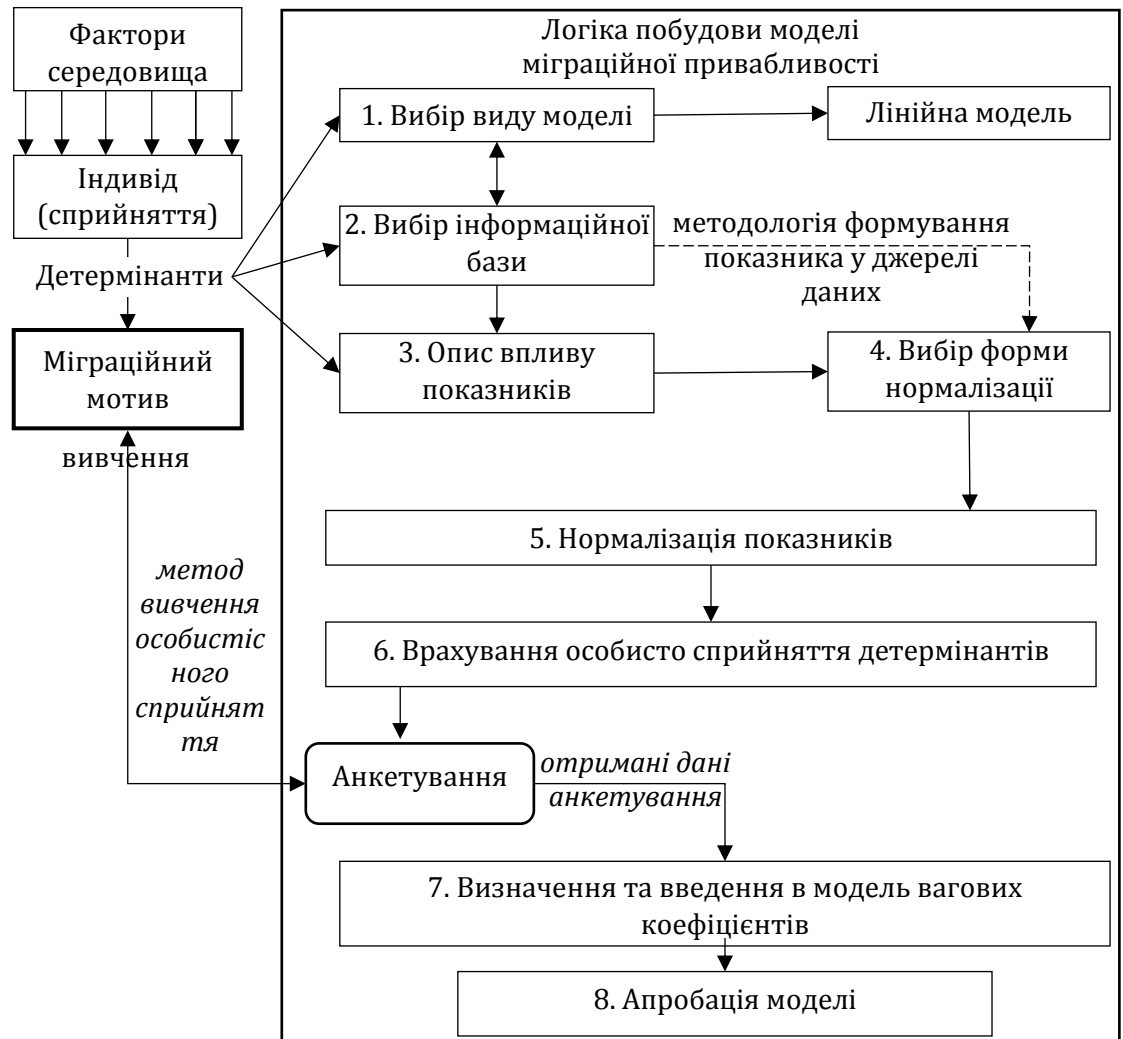 Фактори
середовища
Індивід
(сприйняття)
Детермінанти
Міграційний
мотив
вивчення
метод
вивчення
особистіс
ного
сприйнят
тя
Логіка побудови моделі
міграційної привабливості
1. Вибір виду моделі
Лінійна модель
2. Вибір інформаційної
бази
методологія формування
показника у джерелі
даних
3. Опис впливу
показників
4. Вибір форми
нормалізації
5. Нормалізація показників
6. Врахування особисто сприйняття детермінантів
Анкетування
отримані дані
анкетування
7. Визначення та введення в модель вагових
коефіцієнтів
8. Апробація моделі